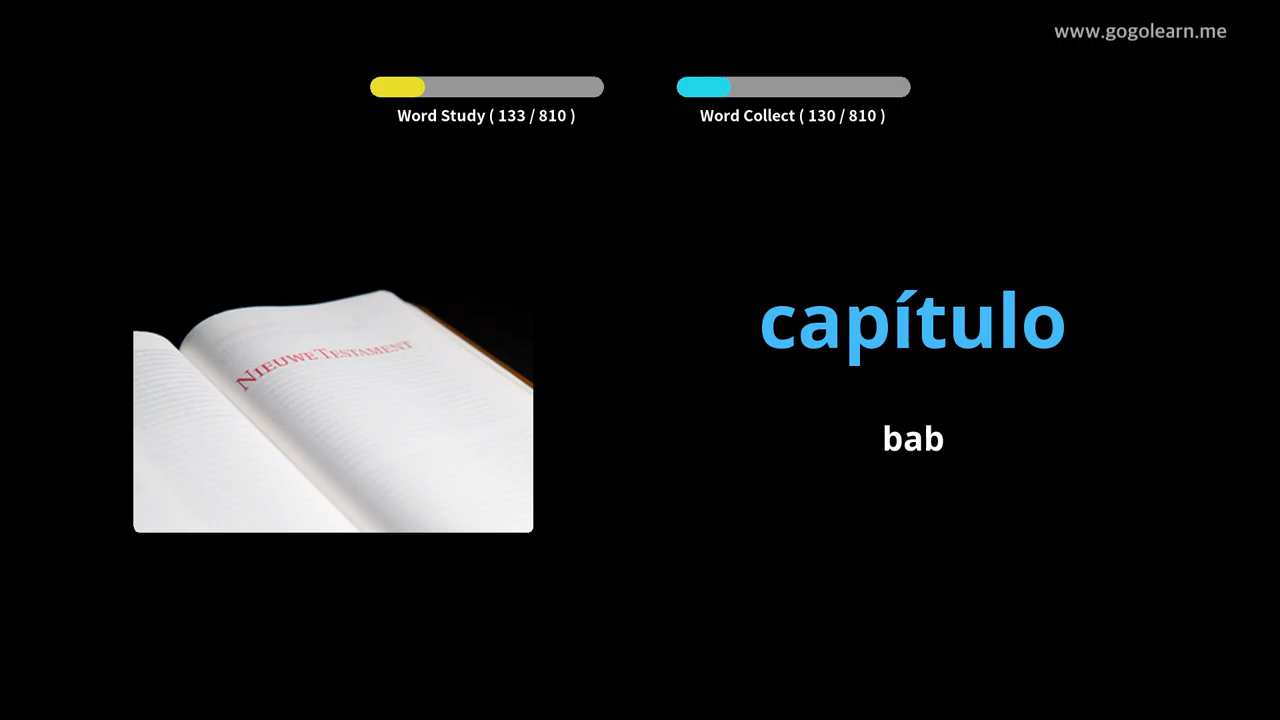 www.gogolearn.me
Word Study ( 133 / 810 )
Word Collect ( 130 / 810 )
NIEUWE TESTAMENT
capítulo
bab